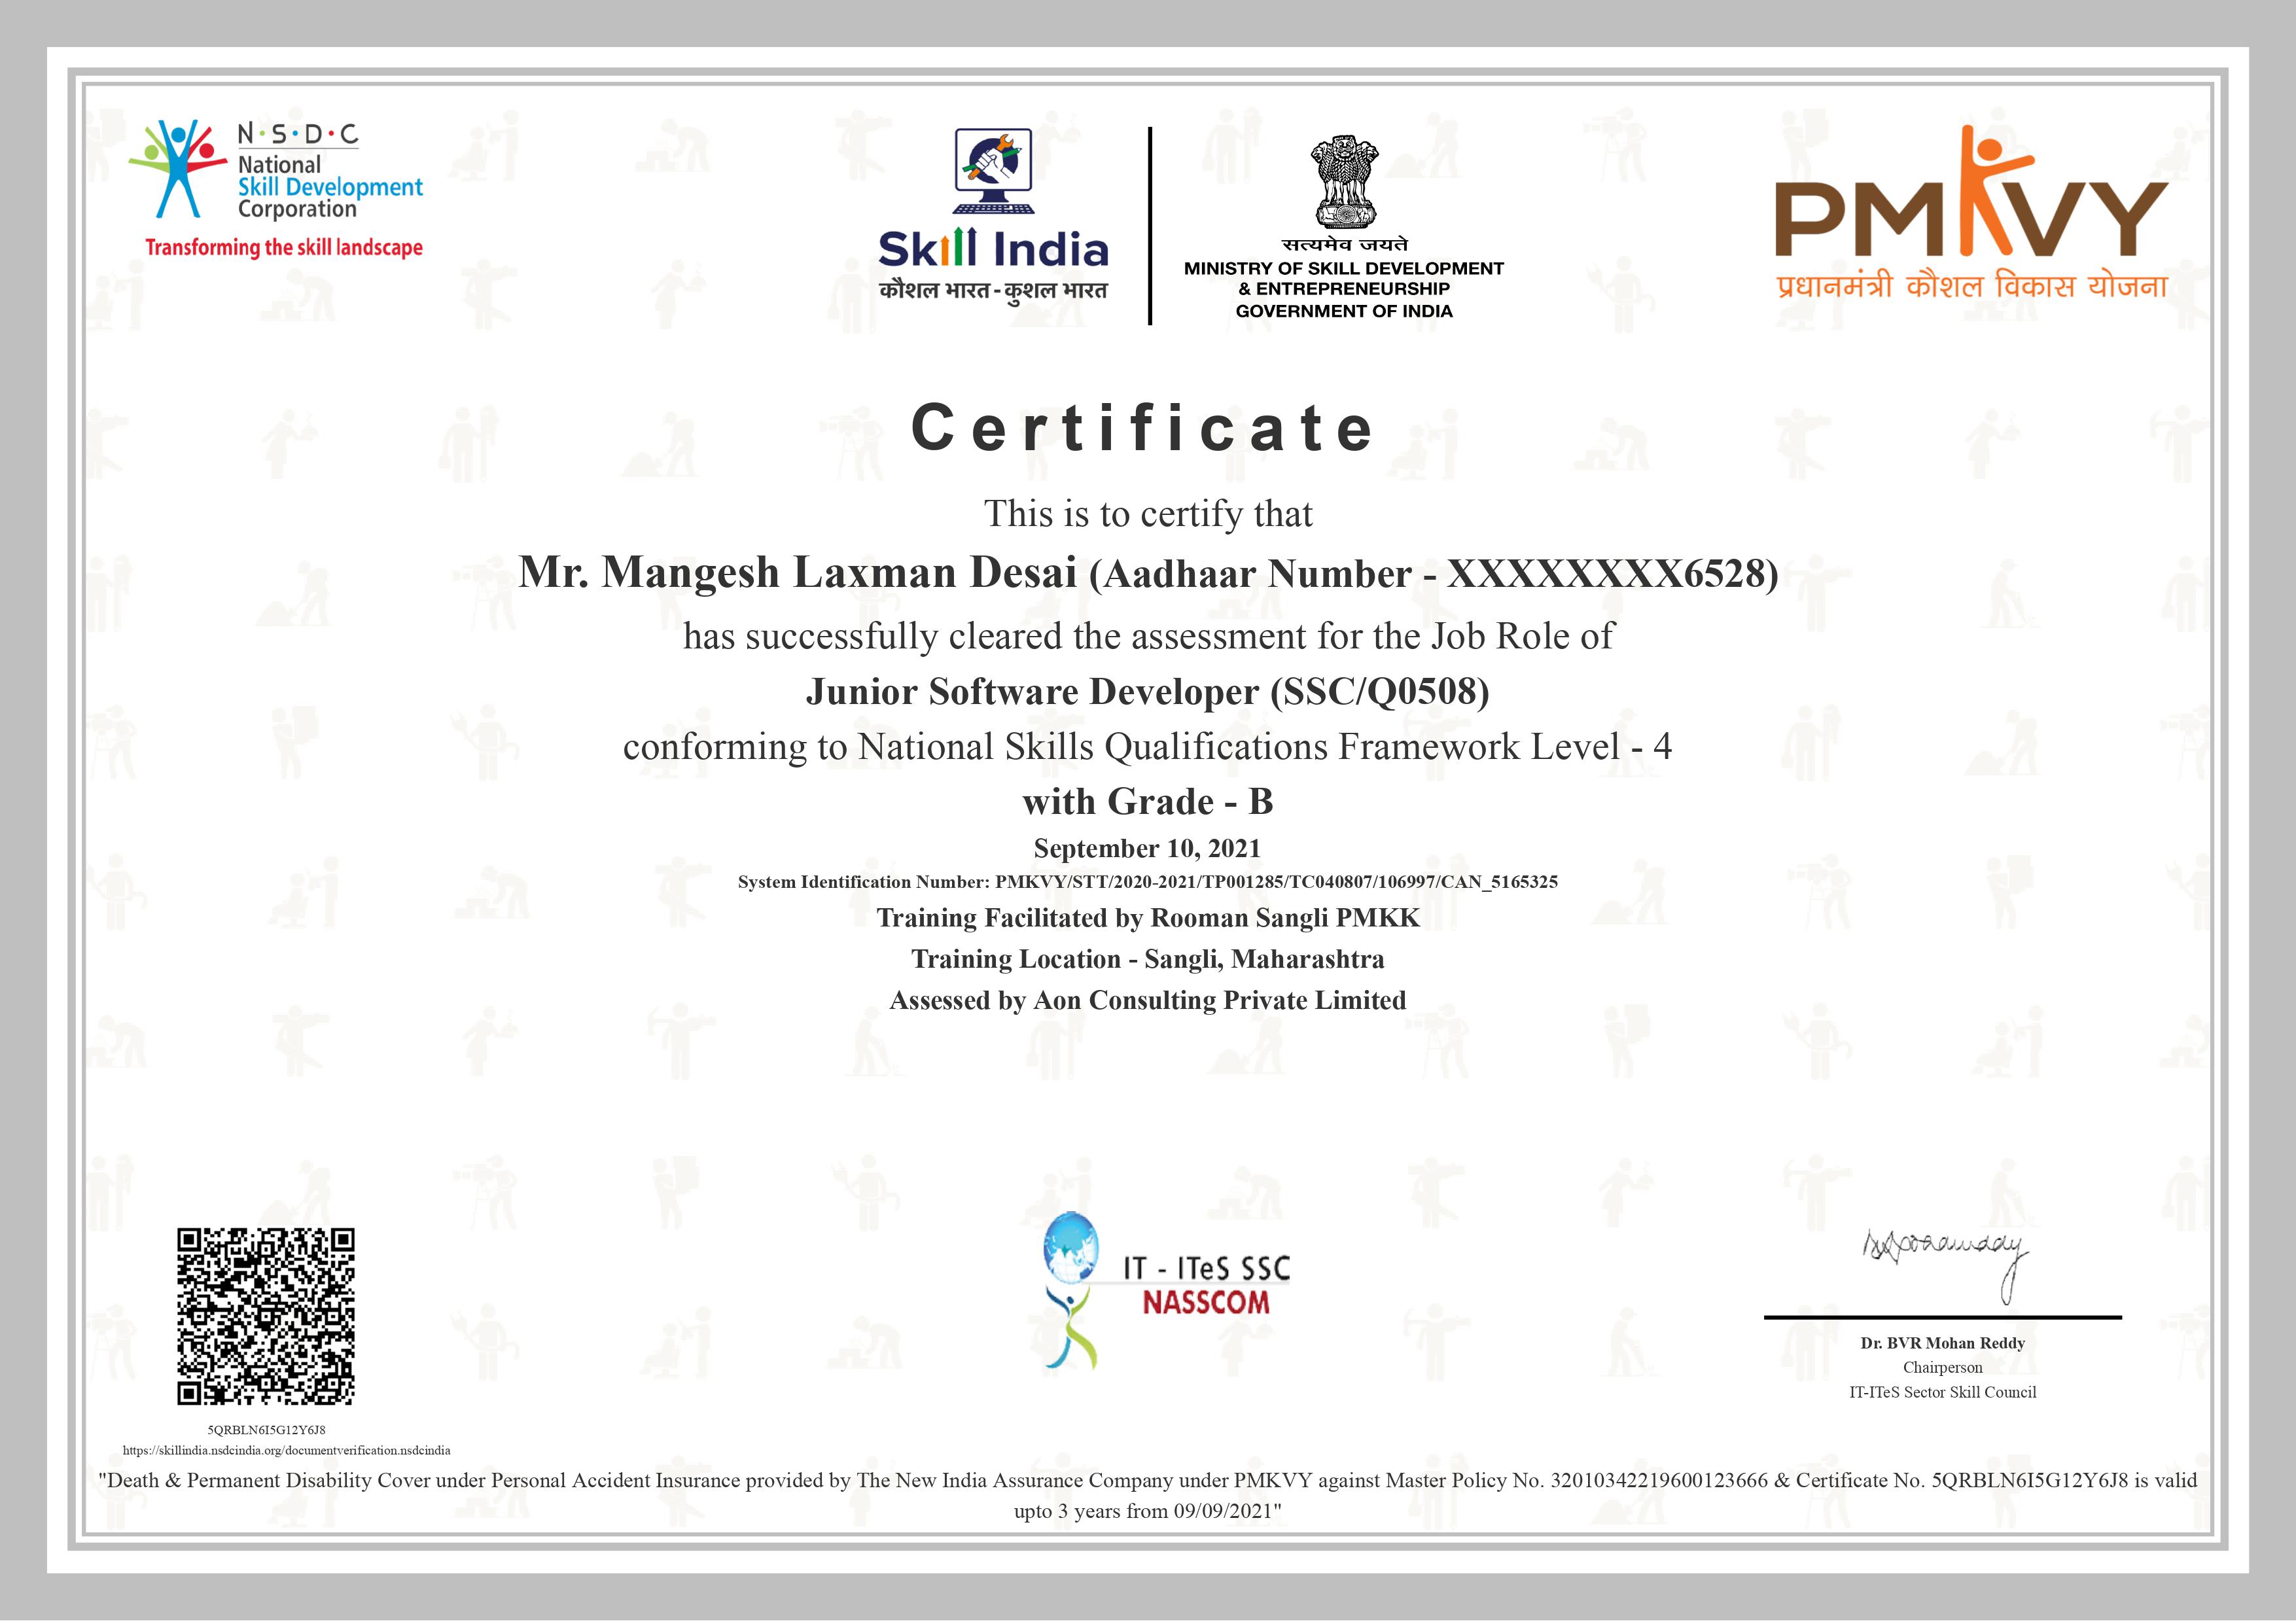 N·S·D·C
National
Skill Development
Corporation
Transforming the skill landscape
Skill India
कौशल भारत - कुशल भारत
सत्यमेव जयते
MINISTRY OF SKILL DEVELOPMENT
& ENTREPRENEURSHIP
GOVERNMENT OF INDIA
PMKVY
प्रधानमंत्री कौशल विकास योजना
Certificate
This is to certify that
Mr. Mangesh Laxman Desai (Aadhaar Number - XXXXXXXX6528)
has successfully cleared the assessment for the Job Role of
Junior Software Developer (SSC/Q0508)
conforming to National Skills Qualifications Framework Level - 4
with Grade - B
September 10, 2021
System Identification Number: PMKVY/STT/2020-2021/TP001285/TC040807/106997/CAN_5165325
Training Facilitated by Rooman Sangli PMKK
Training Location - Sangli, Maharashtra
Assessed by Aon Consulting Private Limited
IT - ITeS SSC
NASSCOM
Dr. BVR Mohan Reddy
Chairperson
IT-ITeS Sector Skill Council
5QRBLN6I5G12Y6J8
https://skillindia.nsdcindia.org/documentverification.nsdcindia
"Death & Permanent Disability Cover under Personal Accident Insurance provided by The New India Assurance Company under PMKVY against Master Policy No. 32010342219600123666 & Certificate No. 5QRBLN6I5G12Y6J8 is valid
upto 3 years from 09/09/2021"